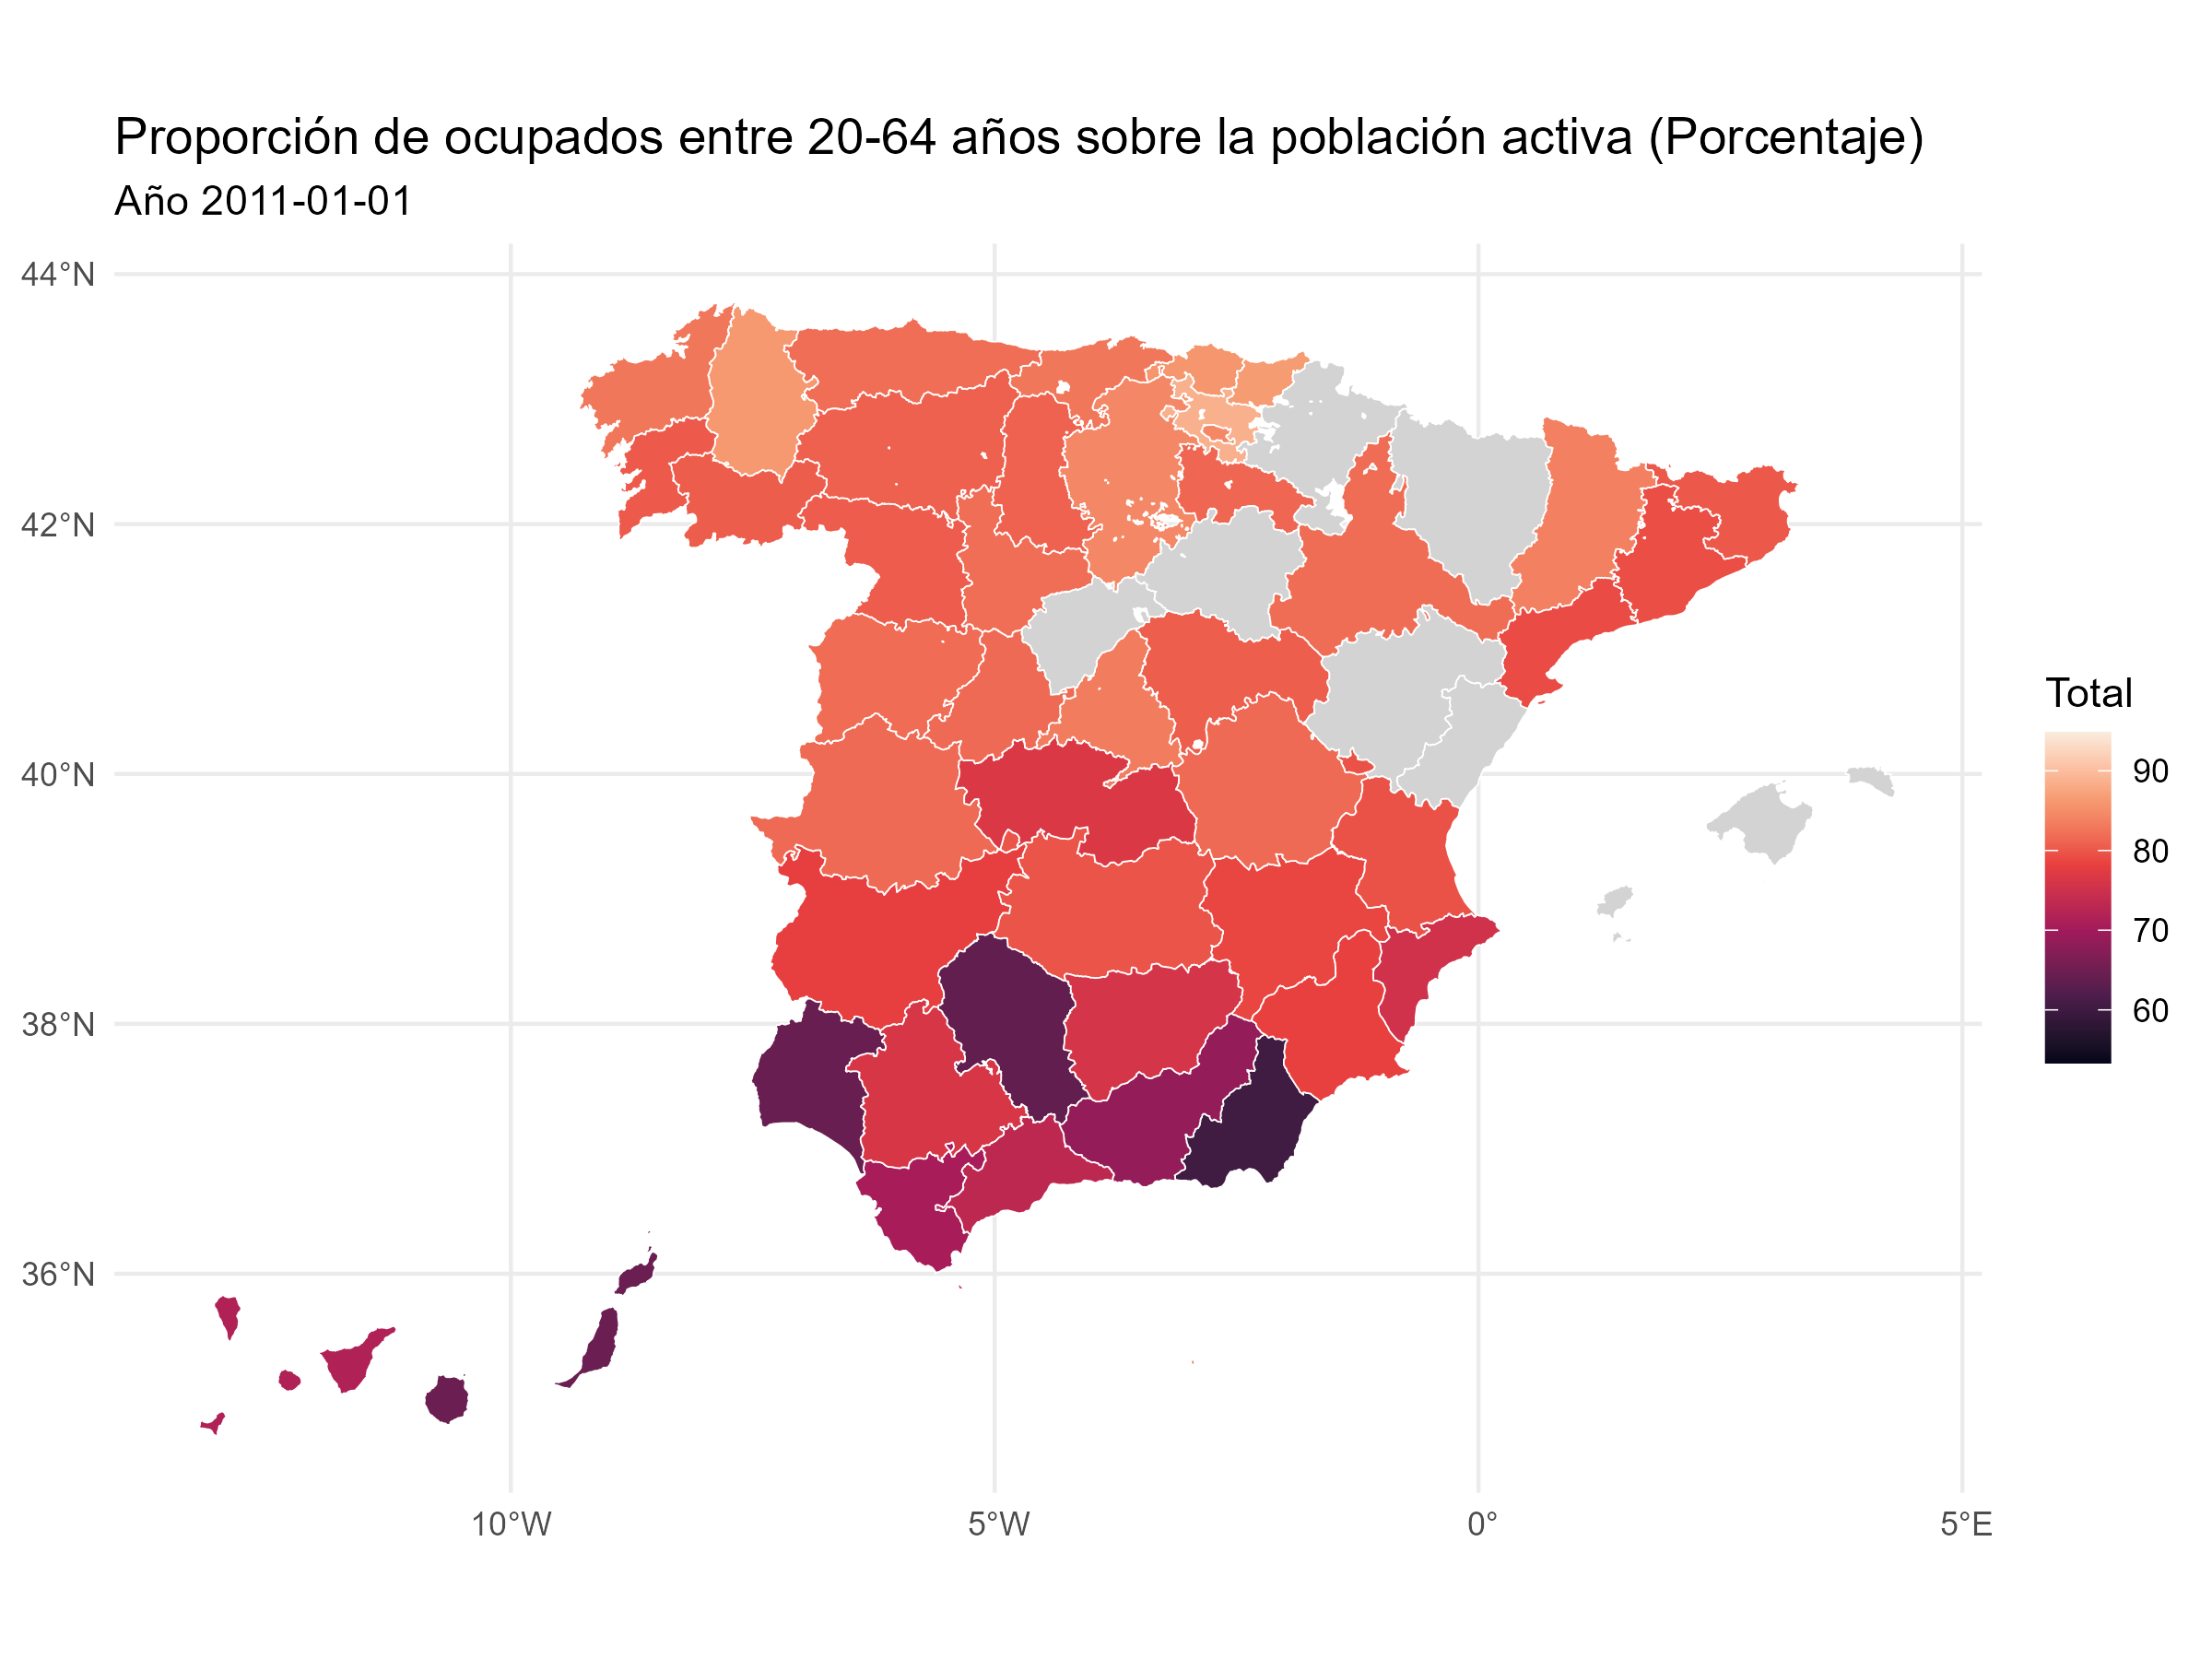 Proporción de ocupados entre 20-64 años sobre la población activa (Porcentaje)
Año 2011-01-01
44°N
42°N
40°N
38°N
36°N
10°W
5°W
0°
5°E
Total
90
80
70
60